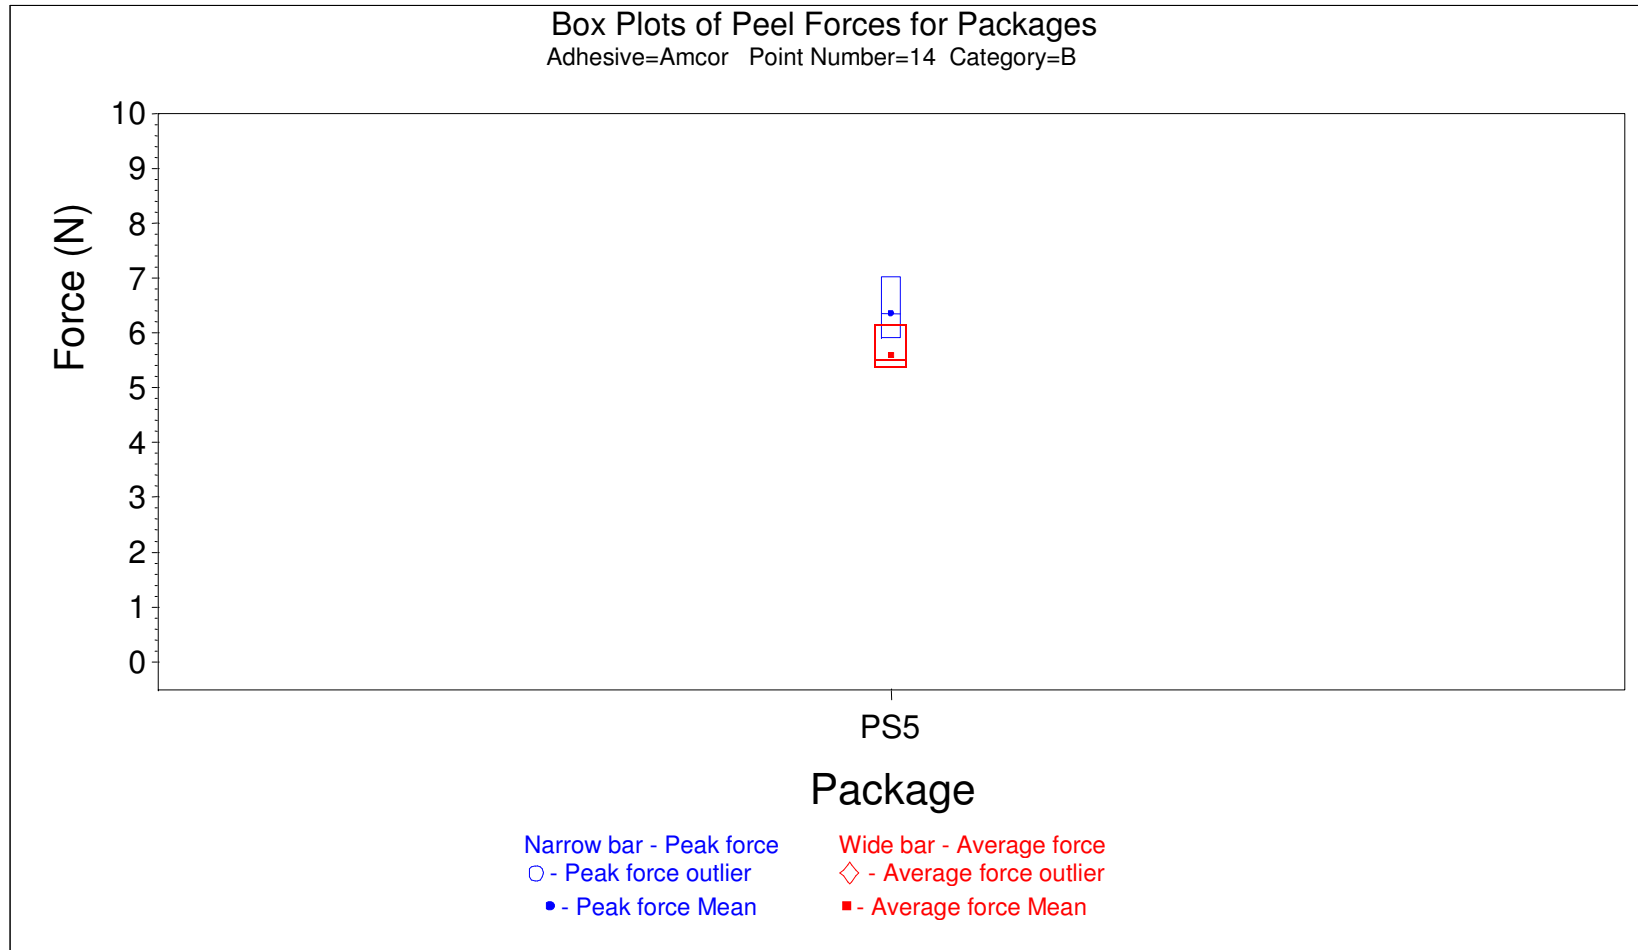 Box Plots of Peel Forces for Packages
Adhesive=Amcor Point Number=14 Category=B
10
9
8
7
6
5
4
3
2
1
0
Force (N)
PS5
Package
Narrow bar - Peak force
Wide bar - Average force
- Peak force outlier
- Average force outlier
- Peak force Mean
- Average force Mean